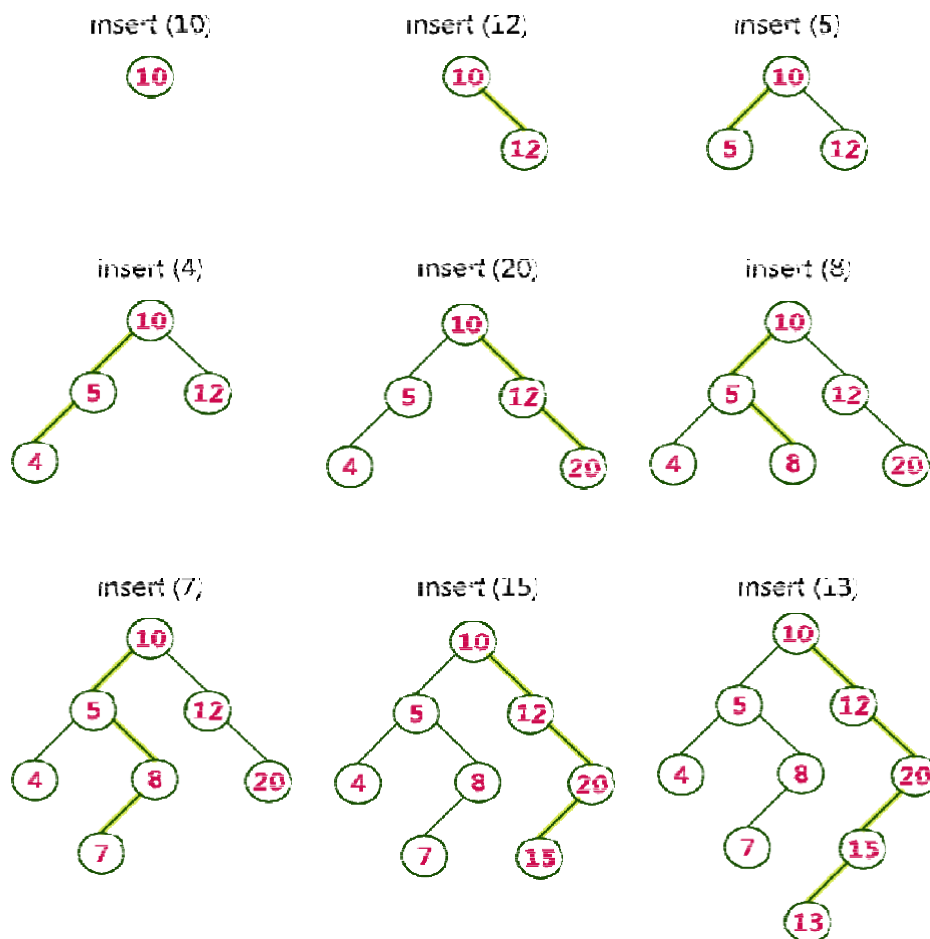 insert (10)
10
insert (12)
10
12
insert (5)
10
5 12
insert (4)
10
5 12
4
insert (20)
10
5 12
4 20
insert (8)
10
5 12
4 8 20
insert (7)
10
5 12
4 8 20
7
insert (15)
10
5 12
4 8 20
7 15
insert (13)
10
5 12
4 8 20
7 15
13